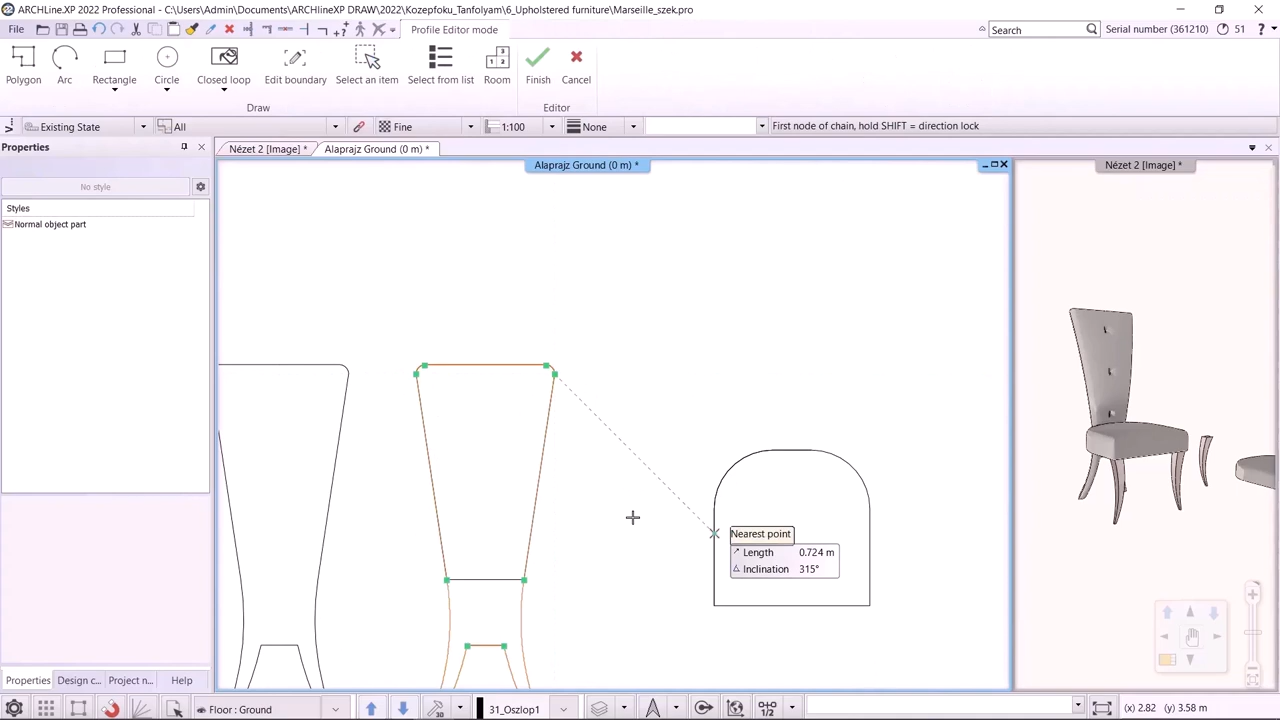 ARCHLine.XP 2022 Professional - C:\Users\Admin\Documents\ARCHlineXP DRAW\2022\Kozepfoku_Tanfolyam\6_Upholstered furniture\Marseille_szek.pro
File
Profile Editor mode
Search
Serial number (361210)
51
?
Polygon
Arc
Rectangle
Circle
Closed loop
Edit boundary
Select an item
Select from list
Room
Finish
Cancel
Draw
Editor
Existing State
All
Fine
1:100
None
First node of chain, hold SHIFT = direction lock
Properties
Nézet 2 [Image] *
Alaprajz Ground (0 m) *
Alaprajz Ground (0 m) *
Nézet 2 [Image] *
No style
Styles
Normal object part
Nearest point
Length 0.724 m
Inclination 315°
Properties
Design c...
Project n...
Help
Floor : Ground
31_Oszlop1
(x) 2.82 (y) 3.58 m